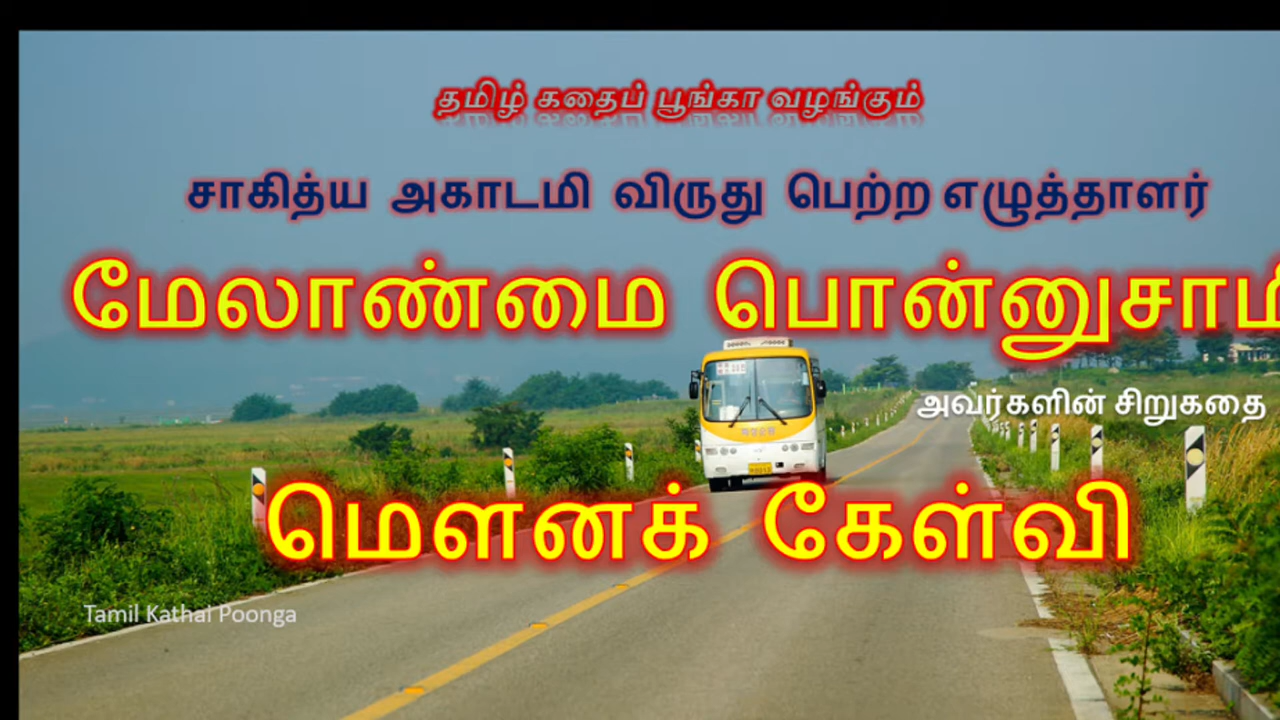 தமிழ் கதைப் பூங்கா வழங்கும்
சாகித்ய அகாடமி விருது பெற்ற எழுத்தாளர்
மேலாண்மை பொன்னுசாமி
அவர்களின் சிறுகதை
மௌனக் கேள்வி
Tamil Kathai Poonga